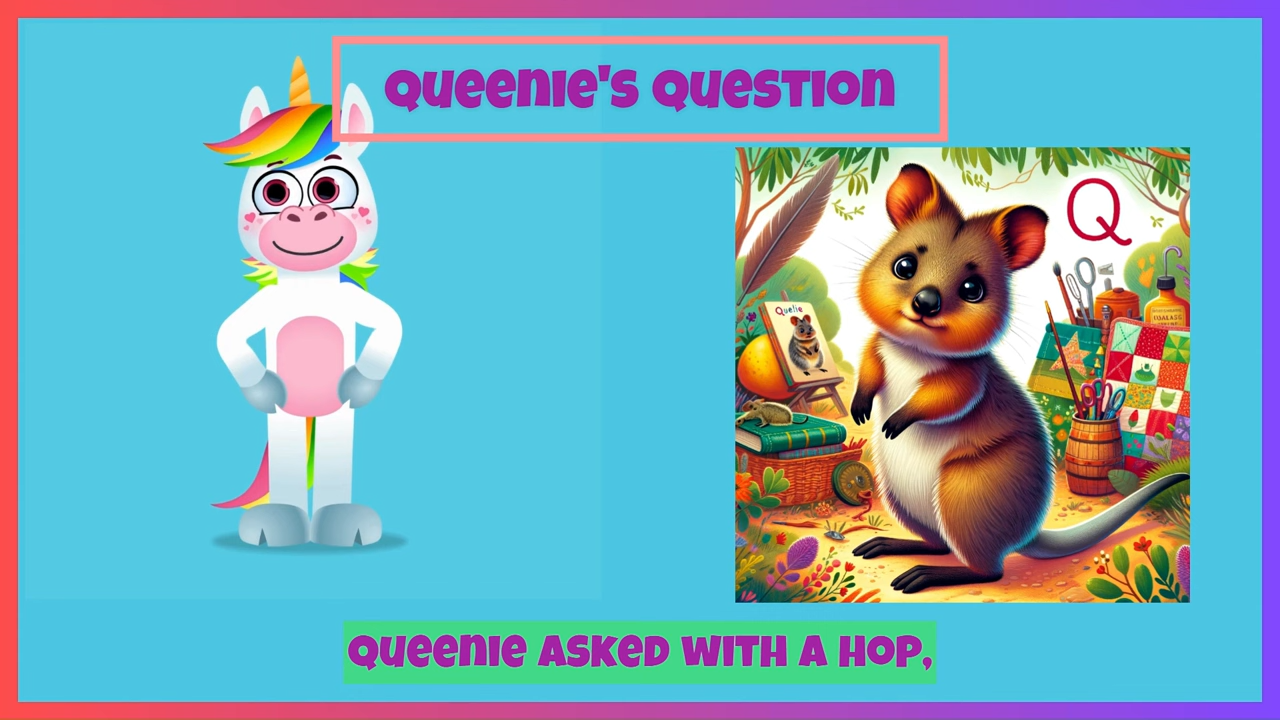 Queenie's Question
Q
Quelie
Queenie asked with a hop,